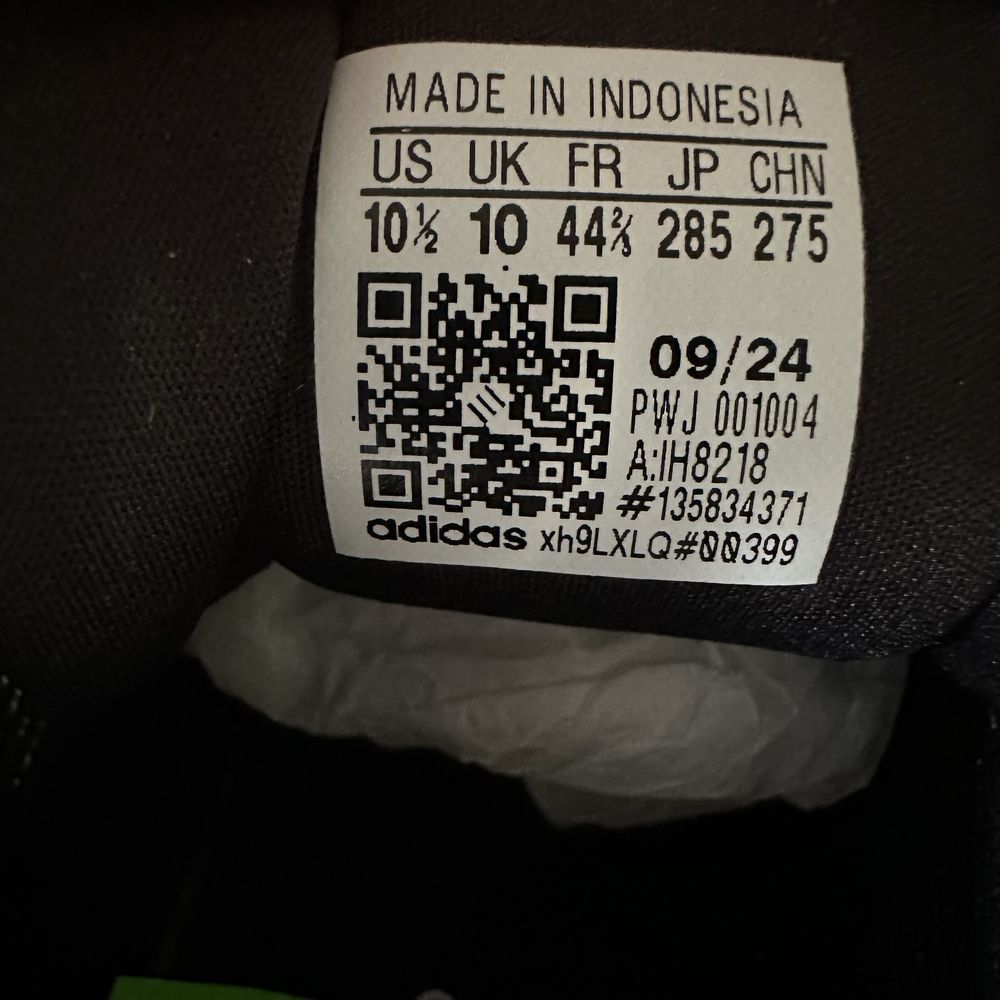 MADE IN INDONESIA
US UK FR JP CHN
10½ 10 44⅔ 285 275
09/24
PWJ 001004
A:IH8218
#135834371
adidas xh9LXLQ#00399